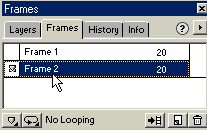 Frames
Layers Frames History Info ?
Frame 1 20
Frame 2 20
No Looping